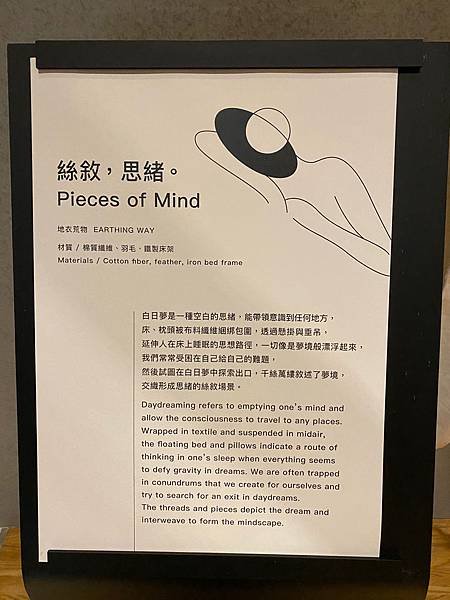 絲敘，思緒。
Pieces of Mind
地衣荒物 EARTHING WAY
材質 / 棉質纖維、羽毛、鐵製床架
Materials / Cotton fiber, feather, iron bed frame
白日夢是一種空白的思緒，能帶領意識到任何地方，
床、枕頭被布料纖維綑綁包圍，透過懸掛與垂吊，
延伸人在床上睡眠的思想路徑，一切像是夢境般漂浮起來，
我們常常受困在自己給自己的難題，
然後試圖在白日夢中探索出口，千絲萬縷敘述了夢境，
交織形成思緒的絲敘場景。
Daydreaming refers to emptying one's mind and
allow the consciousness to travel to any places.
Wrapped in textile and suspended in midair,
the floating bed and pillows indicate a route of
thinking in one's sleep when everything seems
to defy gravity in dreams. We are often trapped
in conundrums that we create for ourselves and
try to search for an exit in daydreams.
The threads and pieces depict the dream and
interweave to form the mindscape.